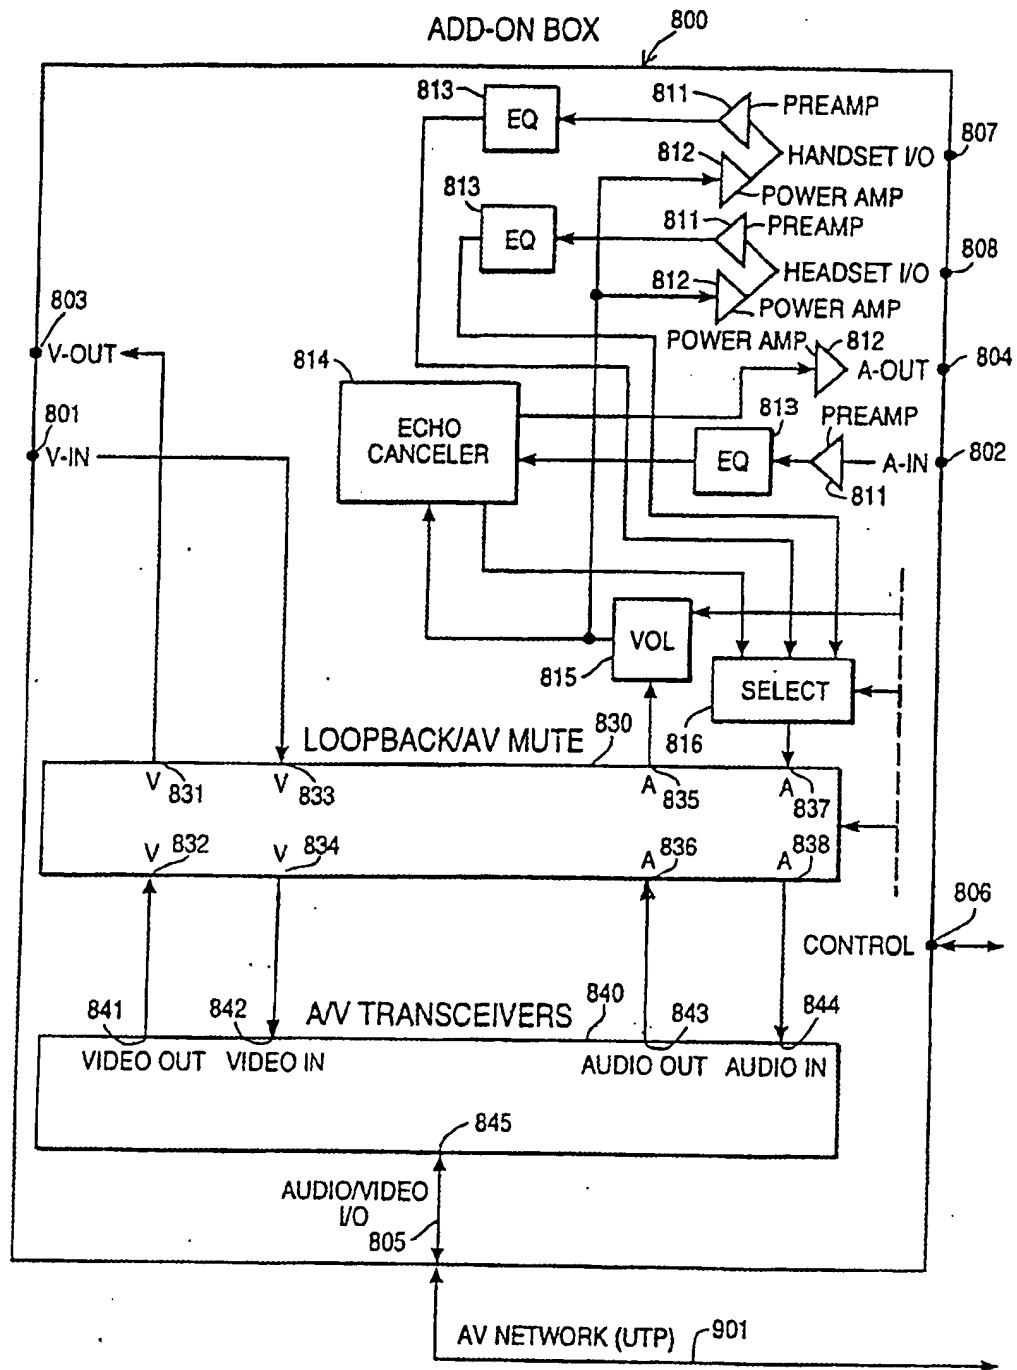 ADD-ON BOX
800
813
EQ
811
PREAMP
807
812
HANDSET I/O
POWER AMP
813
EQ
811
PREAMP
808
812
HEADSET I/O
POWER AMP
803
V-OUT
POWER AMP
812
804
A-OUT
814
ECHO
CANCELER
801
V-IN
813
EQ
PREAMP
A-IN
802
811
VOL
815
SELECT
816
LOOPBACK/AV MUTE
830
V
831
V
833
A
835
A
837
V
832
V
834
A
836
A
838
806
CONTROL
841
842
A/V TRANSCEIVERS
840
843
844
VIDEO OUT
VIDEO IN
AUDIO OUT
AUDIO IN
845
AUDIO/VIDEO
I/O
805
AV NETWORK (UTP)
901